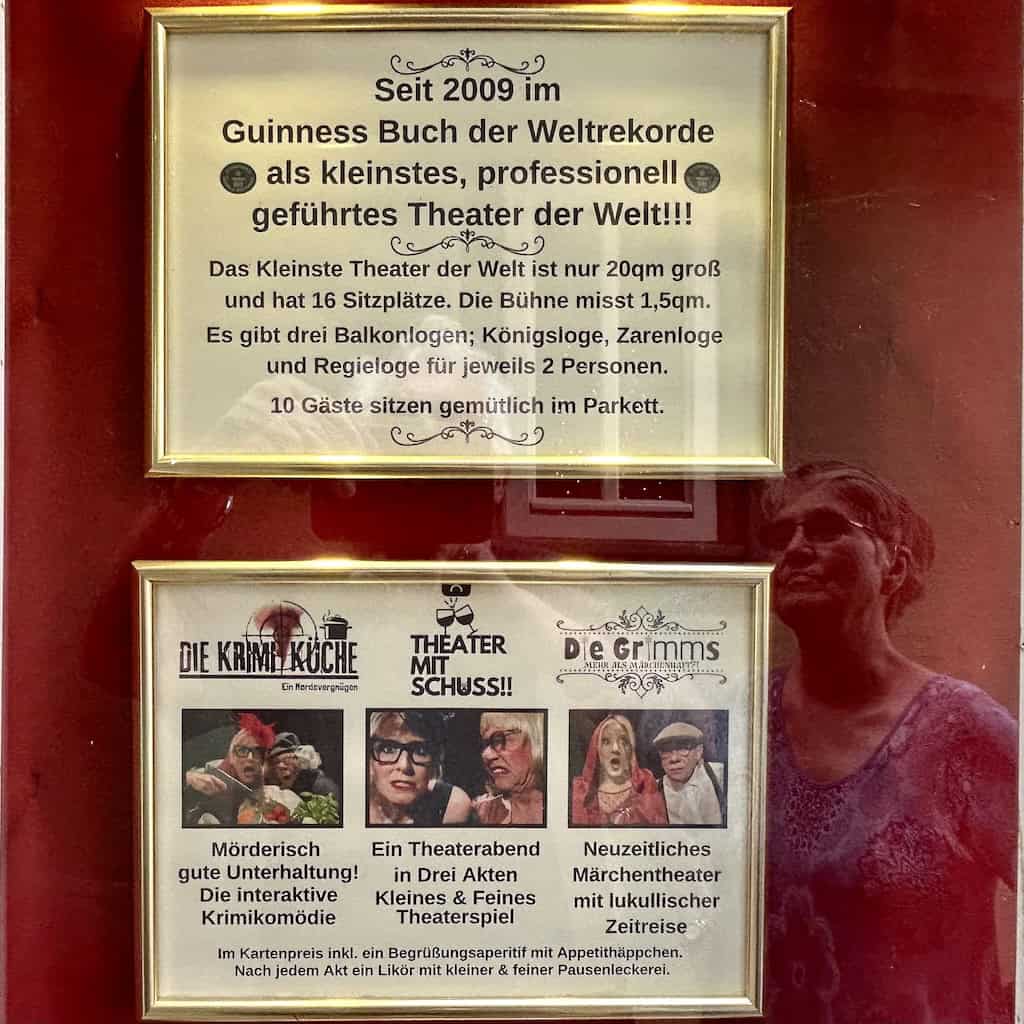 Seit 2009 im
Guinness Buch der Weltrekorde
als kleinstes, professionell
geführtes Theater der Welt!!!
Das Kleinste Theater der Welt ist nur 20qm groß
und hat 16 Sitzplätze. Die Bühne misst 1,5qm.
Es gibt drei Balkonlogen; Königsloge, Zarenloge
und Regieloge für jeweils 2 Personen.
10 Gäste sitzen gemütlich im Parkett.
DIE KRIMI KÜCHE
Ein Mordsvergnügen
Mörderisch
gute Unterhaltung!
Die interaktive
Krimikomödie
THEATER
MIT
SCHUSS!!
Ein Theaterabend
in Drei Akten
Kleines & Feines
Theaterspiel
Die Grimms
MEHR ALS MÄRCHENHAFT?!
Neuzeitliches
Märchentheater
mit lukullischer
Zeitreise
Im Kartenpreis inkl. ein Begrüßungsaperitif mit Appetithäppchen.
Nach jedem Akt ein Likör mit kleiner & feiner Pausenleckerei.